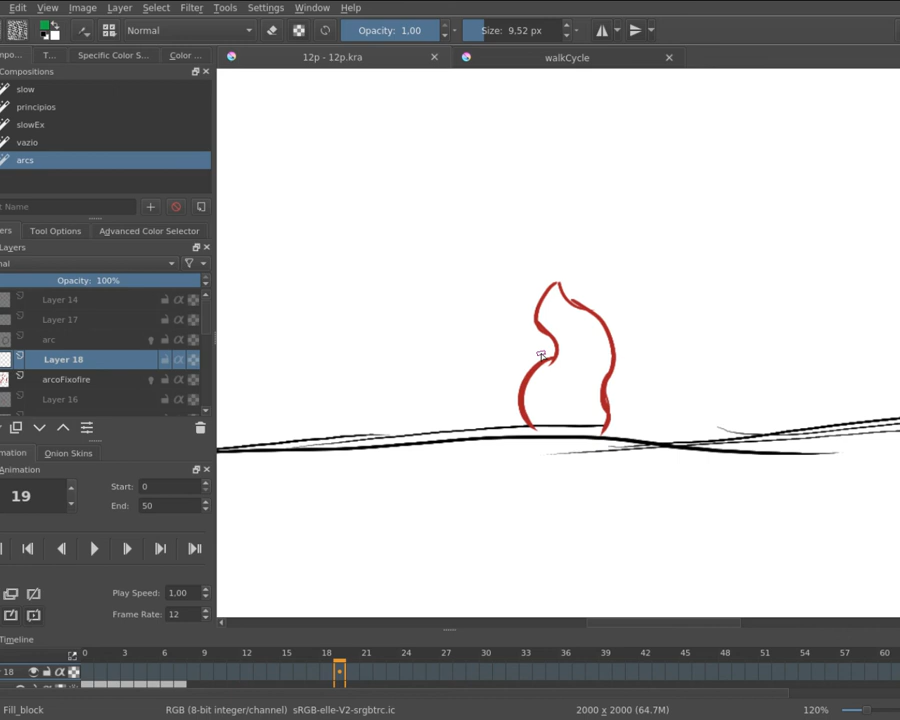 Edit View Image Layer Select Filter Tools Settings Window Help
Normal Opacity: 1,00 Size: 9,52 px
T... Specific Color S... Color ... 12p - 12p.kra walkCycle
Compositions
slow
principios
slowEx
vazio
arcs
Name
Tool Options Advanced Color Selector
Layers
Opacity: 100%
Layer 14
Layer 17
arc
Layer 18
arcoFixofire
Layer 16
Onion Skins
Animation
19
Start: 0
End: 50
Play Speed: 1,00
Frame Rate: 12
Timeline
0 3 6 9 12 15 18 21 24 27 30 33 36 39 42 45 48 51 54 57 60
18
Fill_block RGB (8-bit integer/channel) sRGB-elle-V2-srgbtrc.ic 2000 x 2000 (64.7M) 120%